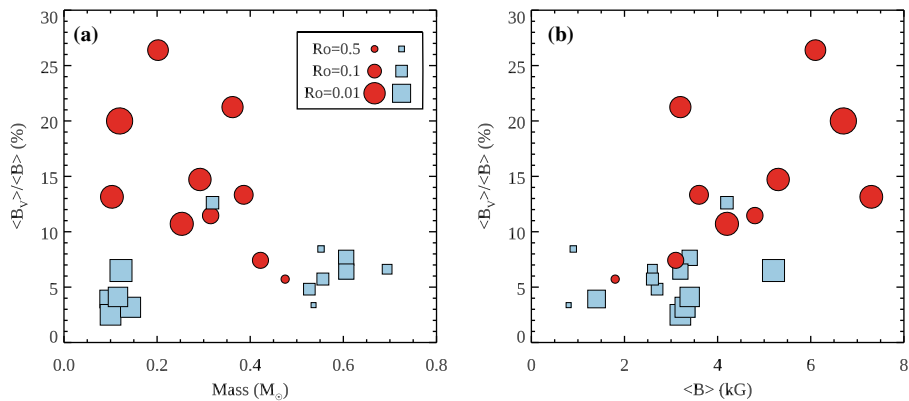 (a)
Ro=0.5
Ro=0.1
Ro=0.01
30
25
20
15
10
5
0
<B_V>/<B> (%)
0.0 0.2 0.4 0.6 0.8
Mass (M☉)
(b)
30
25
20
15
10
5
0
<B_V>/<B> (%)
0 2 4 6 8
<B> (kG)